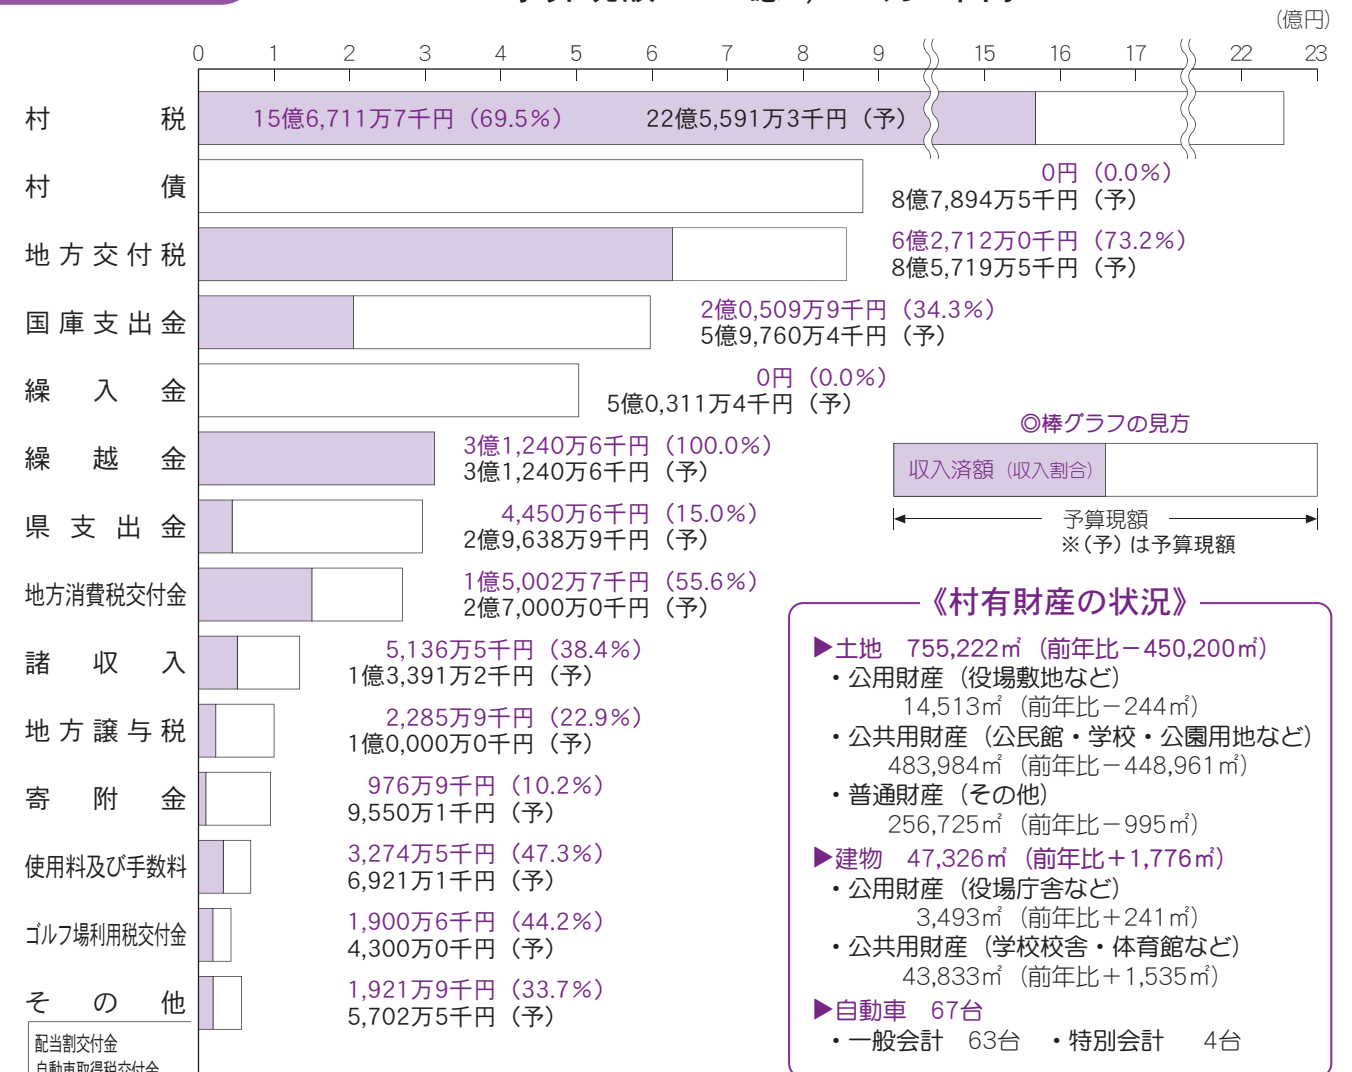 (億円)
0 1 2 3 4 5 6 7 8 9 15 16 17 22 23
村税
15億6,711万7千円（69.5％） 22億5,591万3千円（予）
村債
0円（0.0％）
8億7,894万5千円（予）
地方交付税
6億2,712万0千円（73.2％）
8億5,719万5千円（予）
国庫支出金
2億0,509万9千円（34.3％）
5億9,760万4千円（予）
繰入金
0円（0.0％）
5億0,311万4千円（予）
繰越金
3億1,240万6千円（100.0％）
3億1,240万6千円（予）
県支出金
4,450万6千円（15.0％）
2億9,638万9千円（予）
地方消費税交付金
1億5,002万7千円（55.6％）
2億7,000万0千円（予）
諸収入
5,136万5千円（38.4％）
1億3,391万2千円（予）
地方譲与税
2,285万9千円（22.9％）
1億0,000万0千円（予）
寄附金
976万9千円（10.2％）
9,550万1千円（予）
使用料及び手数料
3,274万5千円（47.3％）
6,921万1千円（予）
ゴルフ場利用税交付金
1,900万6千円（44.2％）
4,300万0千円（予）
その他
1,921万9千円（33.7％）
5,702万5千円（予）
配当割交付金
自動車取得税交付金
◎棒グラフの見方
収入済額（収入割合）
予算現額
※(予)は予算現額
《村有財産の状況》
▶土地 755,222㎡（前年比－450,200㎡）
・公用財産（役場敷地など）
14,513㎡（前年比－244㎡）
・公共用財産（公民館・学校・公園用地など）
483,984㎡（前年比－448,961㎡）
・普通財産（その他）
256,725㎡（前年比－995㎡）
▶建物 47,326㎡（前年比＋1,776㎡）
・公用財産（役場庁舎など）
3,493㎡（前年比＋241㎡）
・公共用財産（学校校舎・体育館など）
43,833㎡（前年比＋1,535㎡）
▶自動車 67台
・一般会計 63台 ・特別会計 4台